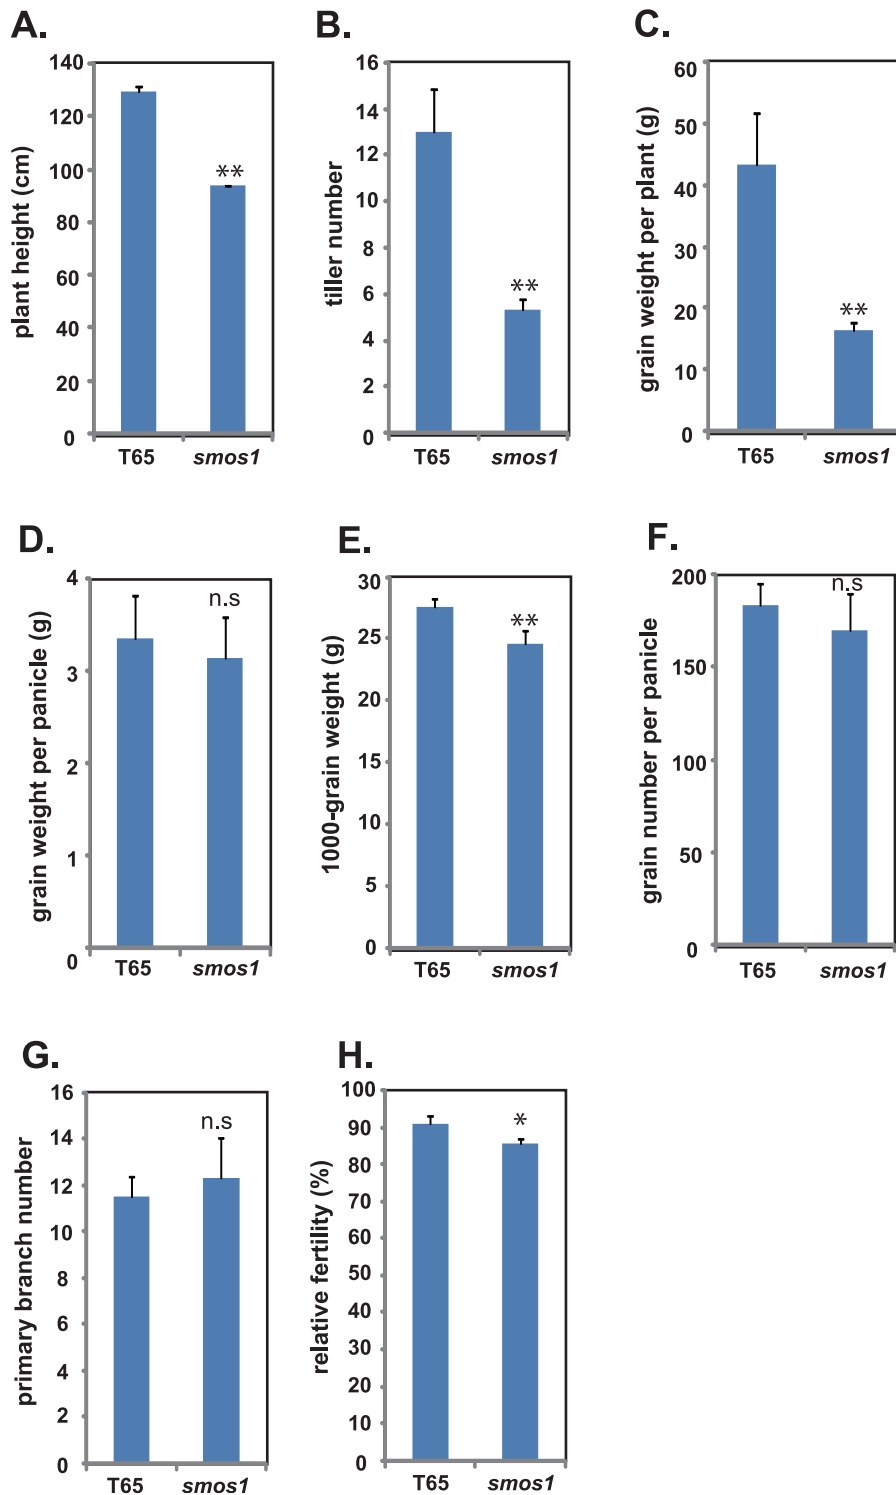 A.
plant height (cm)
140
120
100
80
60
40
20
0
**
T65 smos1
B.
tiller number
16
14
12
10
8
6
4
2
0
**
T65 smos1
C.
grain weight per plant (g)
60
50
40
30
20
10
0
**
T65 smos1
D.
grain weight per panicle (g)
4
3
2
1
0
n.s
T65 smos1
E.
1000-grain weight (g)
30
25
20
15
10
5
0
**
T65 smos1
F.
grain number per panicle
200
150
100
50
0
n.s
T65 smos1
G.
primary branch number
16
14
12
10
8
6
4
2
0
n.s
T65 smos1
H.
relative fertility (%)
100
90
80
70
60
50
40
30
20
10
0
*
T65 smos1